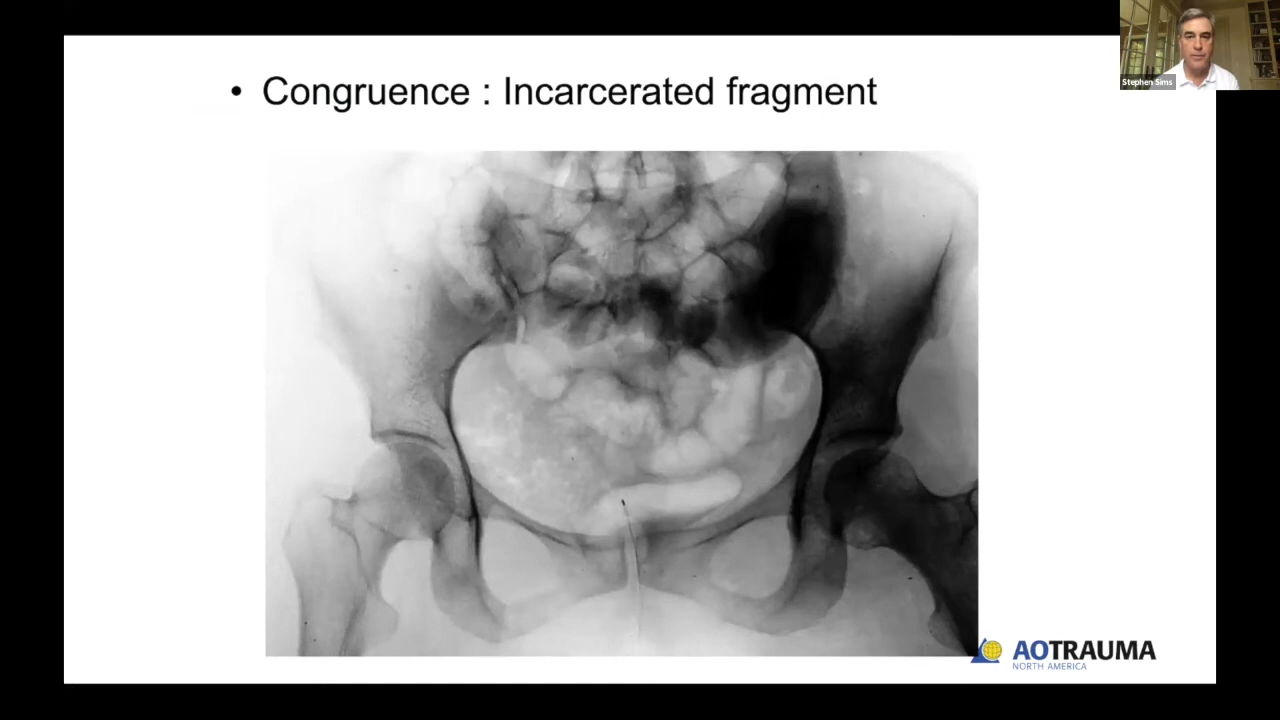 • Congruence : Incarcerated fragment
Stephen Sims
AOTRAUMA
NORTH AMERICA